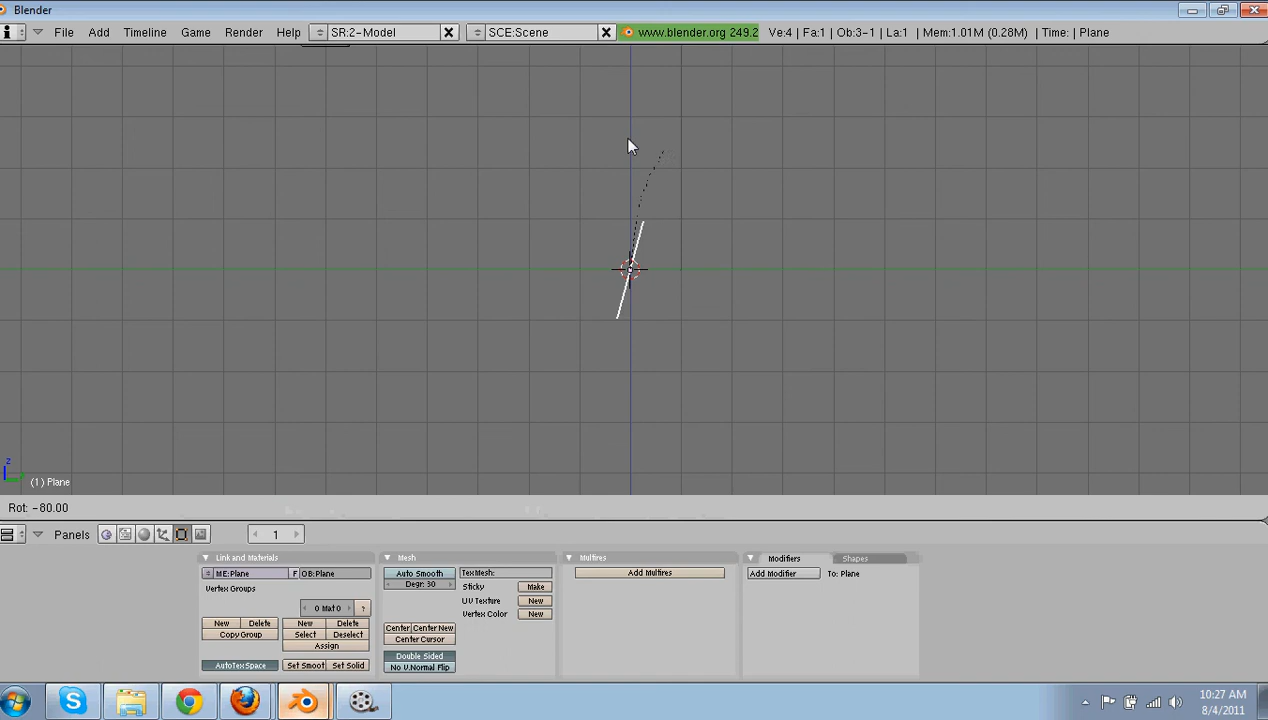 Blender
File Add Timeline Game Render Help SR:2-Model SCE:Scene www.blender.org 249.2 Ve:4 | Fa:1 | Ob:3-1 | La:1 | Mem:1.01M (0.28M) | Time: | Plane
z
(1) Plane
Rot: -80.00
Panels 1
Link and Materials Mesh Multires Modifiers Shapes
ME:Plane F OB:Plane Auto Smooth TexMesh: Add Multires Add Modifier To: Plane
Vertex Groups Degr: 30 Sticky Make
UV Texture New
0 Mat 0 ? Vertex Color New
New Delete New Delete Center Center New
Copy Group Select Deselect Center Cursor
Assign Double Sided
AutoTexSpace Set Smoot Set Solid No V.Normal Flip
10:27 AM
8/4/2011